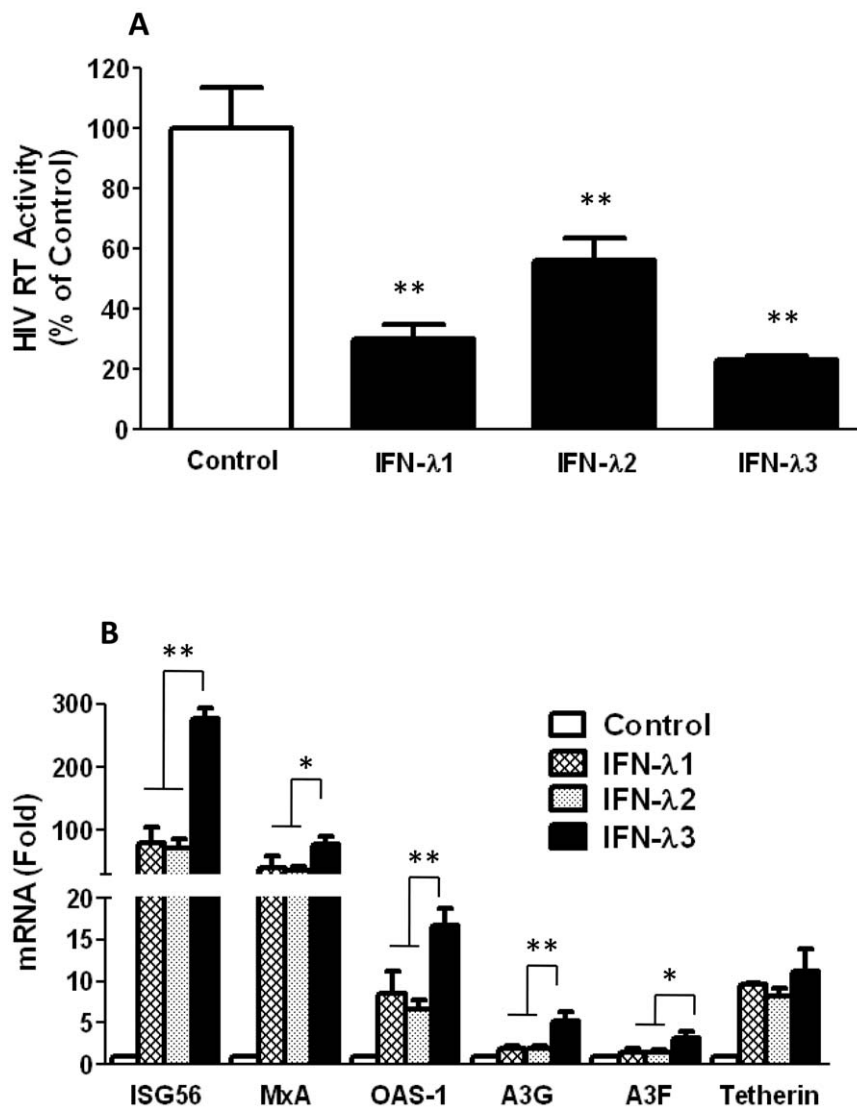 A
120
100
80
60
40
20
0
HIV RT Activity
(% of Control)
**
**
**
Control IFN-λ1 IFN-λ2 IFN-λ3
B
300
200
100
20
15
10
5
0
mRNA (Fold)
**
*
**
**
*
Control
IFN-λ1
IFN-λ2
IFN-λ3
ISG56 MxA OAS-1 A3G A3F Tetherin